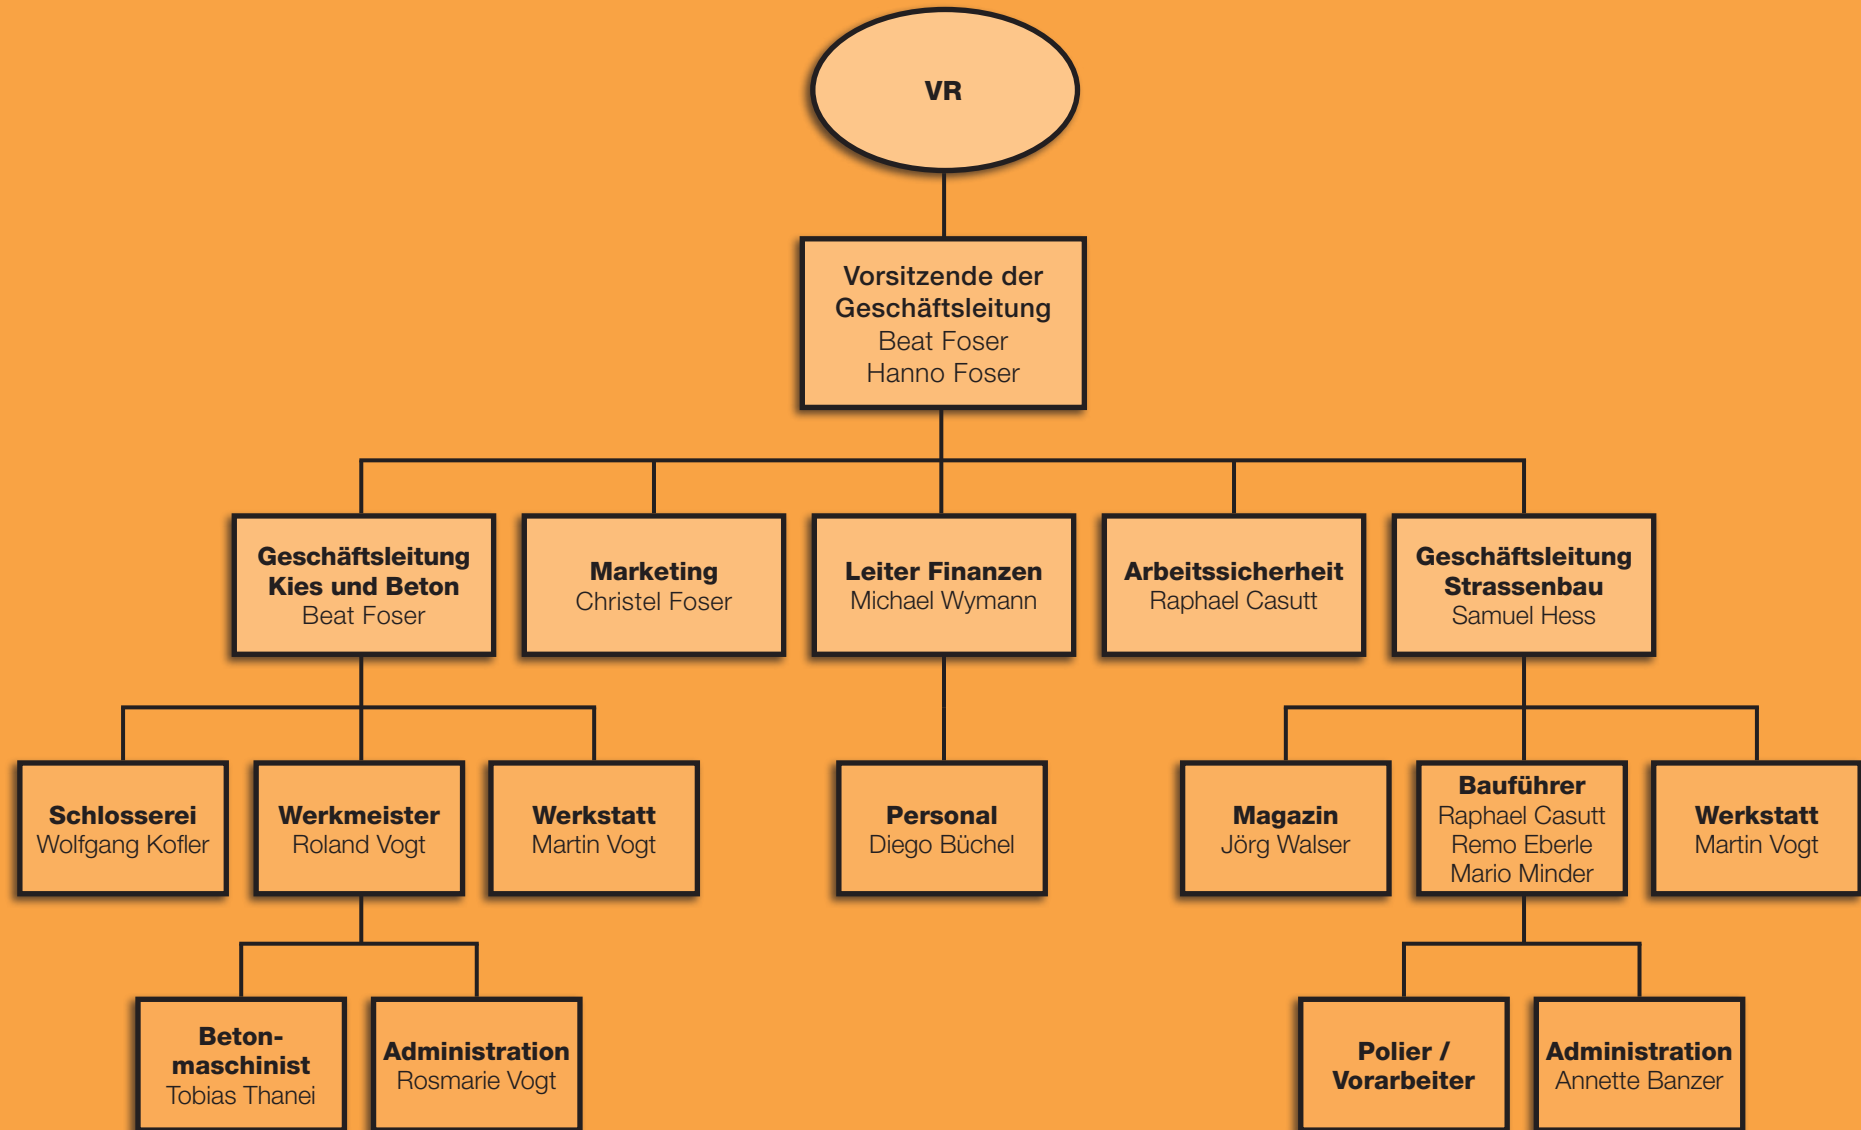 VR
Vorsitzende der
Geschäftsleitung
Beat Foser
Hanno Foser
Geschäftsleitung
Kies und Beton
Beat Foser
Marketing
Christel Foser
Leiter Finanzen
Michael Wymann
Arbeitssicherheit
Raphael Casutt
Geschäftsleitung
Strassenbau
Samuel Hess
Schlosserei
Wolfgang Kofler
Werkmeister
Roland Vogt
Werkstatt
Martin Vogt
Personal
Diego Büchel
Magazin
Jörg Walser
Bauführer
Raphael Casutt
Remo Eberle
Mario Minder
Werkstatt
Martin Vogt
Beton-
maschinist
Tobias Thanei
Administration
Rosmarie Vogt
Polier /
Vorarbeiter
Administration
Annette Banzer